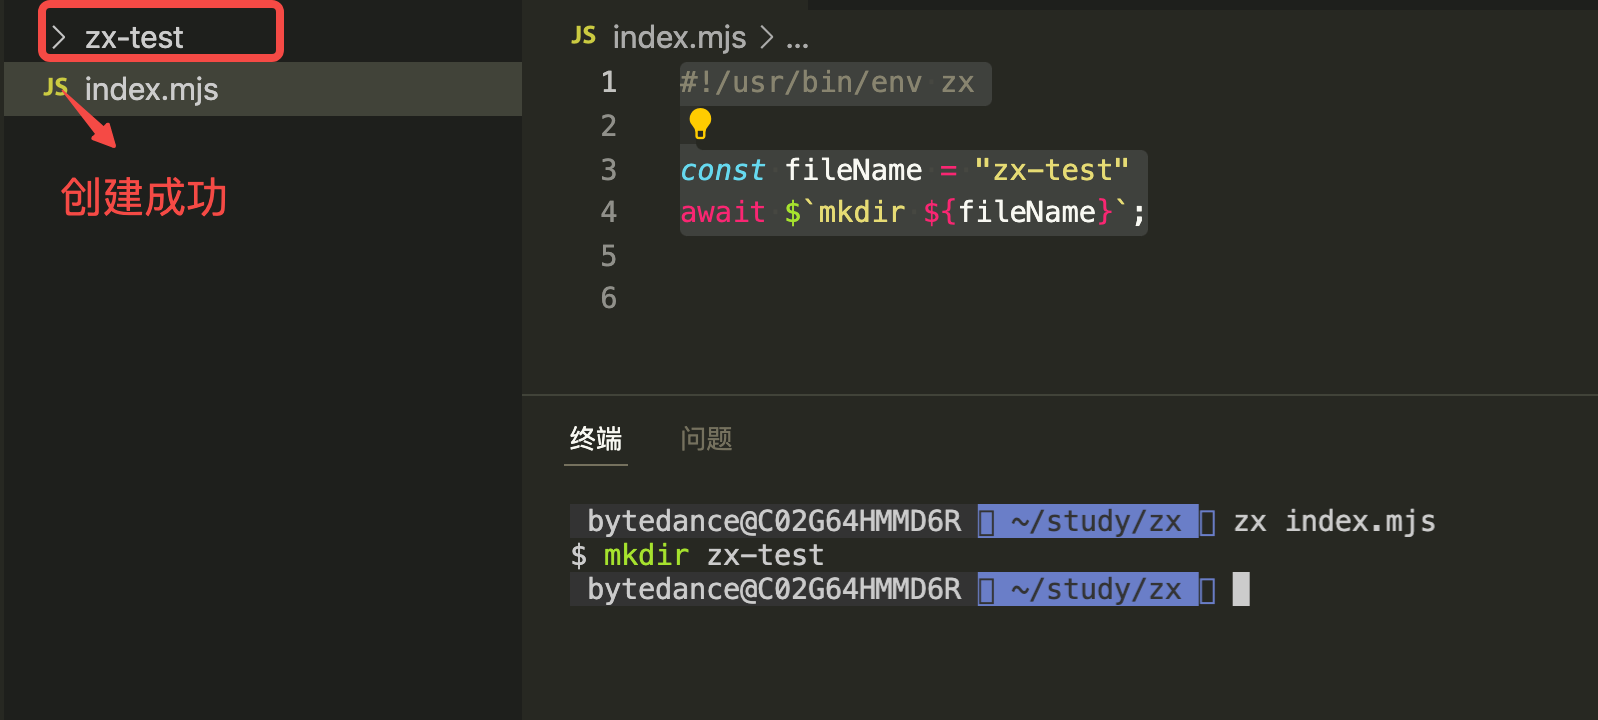 zx-test
JS index.mjs
创建成功
JS index.mjs > ...
1 #!/usr/bin/env zx
2
3 const fileName = "zx-test"
4 await $`mkdir ${fileName}`;
5
6
终端 问题
bytedance@C02G64HMMD6R ~/study/zx zx index.mjs
$ mkdir zx-test
bytedance@C02G64HMMD6R ~/study/zx